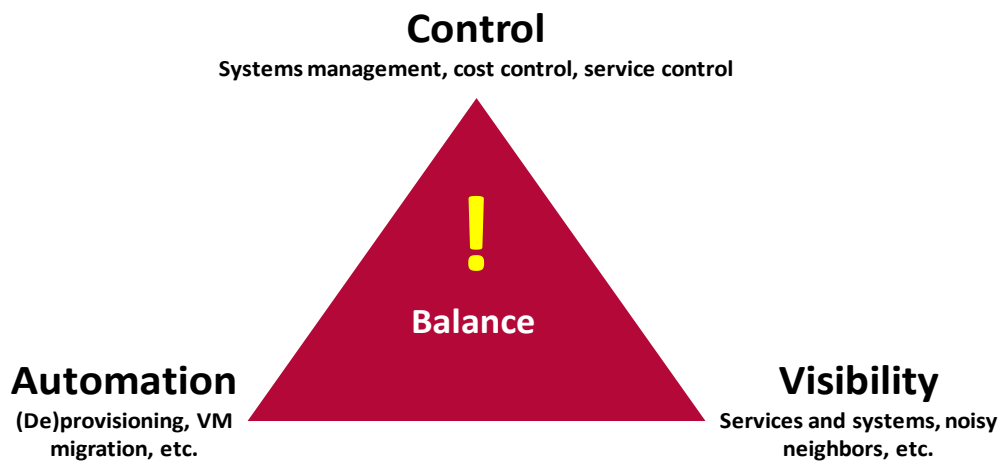 Control
Systems management, cost control, service control
!
Balance
Automation
(De)provisioning, VM
migration, etc.
Visibility
Services and systems, noisy
neighbors, etc.